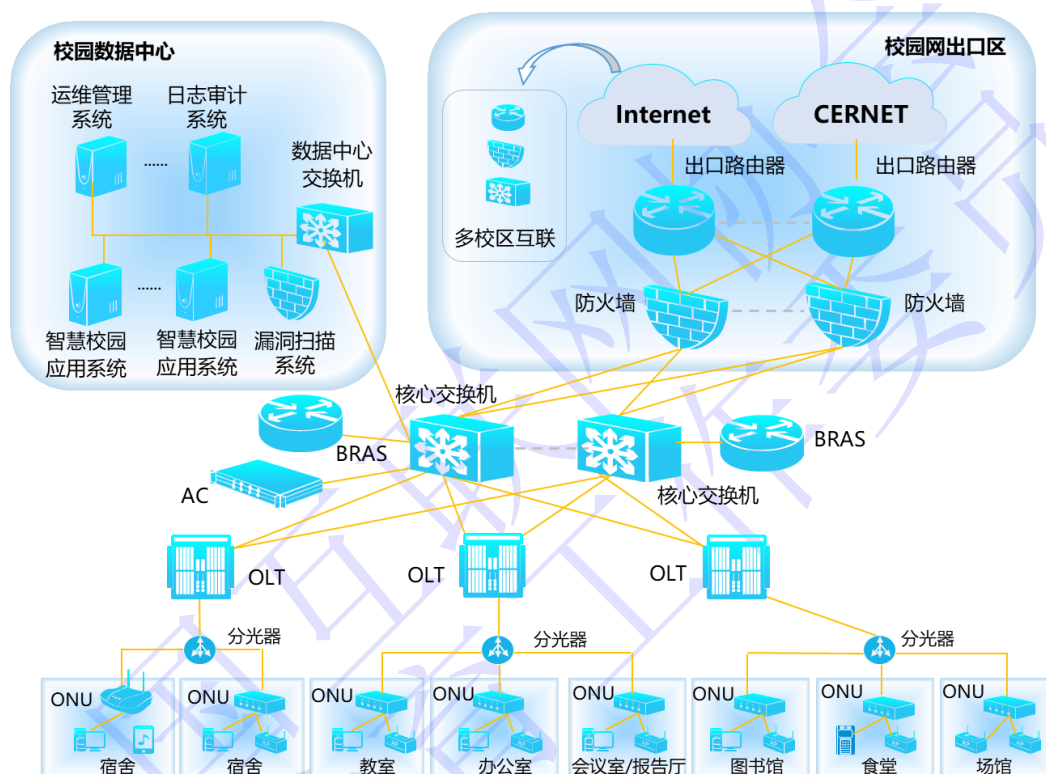 校园数据中心
运维管理
系统
日志审计
系统
......
数据中心
交换机
......
智慧校园
应用系统
智慧校园
应用系统
漏洞扫描
系统
校园网出口区
Internet
CERNET
出口路由器
出口路由器
多校区互联
防火墙
防火墙
核心交换机
BRAS
BRAS
AC
核心交换机
OLT
OLT
OLT
分光器
分光器
分光器
ONU
ONU
ONU
ONU
ONU
ONU
ONU
ONU
宿舍
宿舍
教室
办公室
会议室/报告厅
图书馆
食堂
场馆